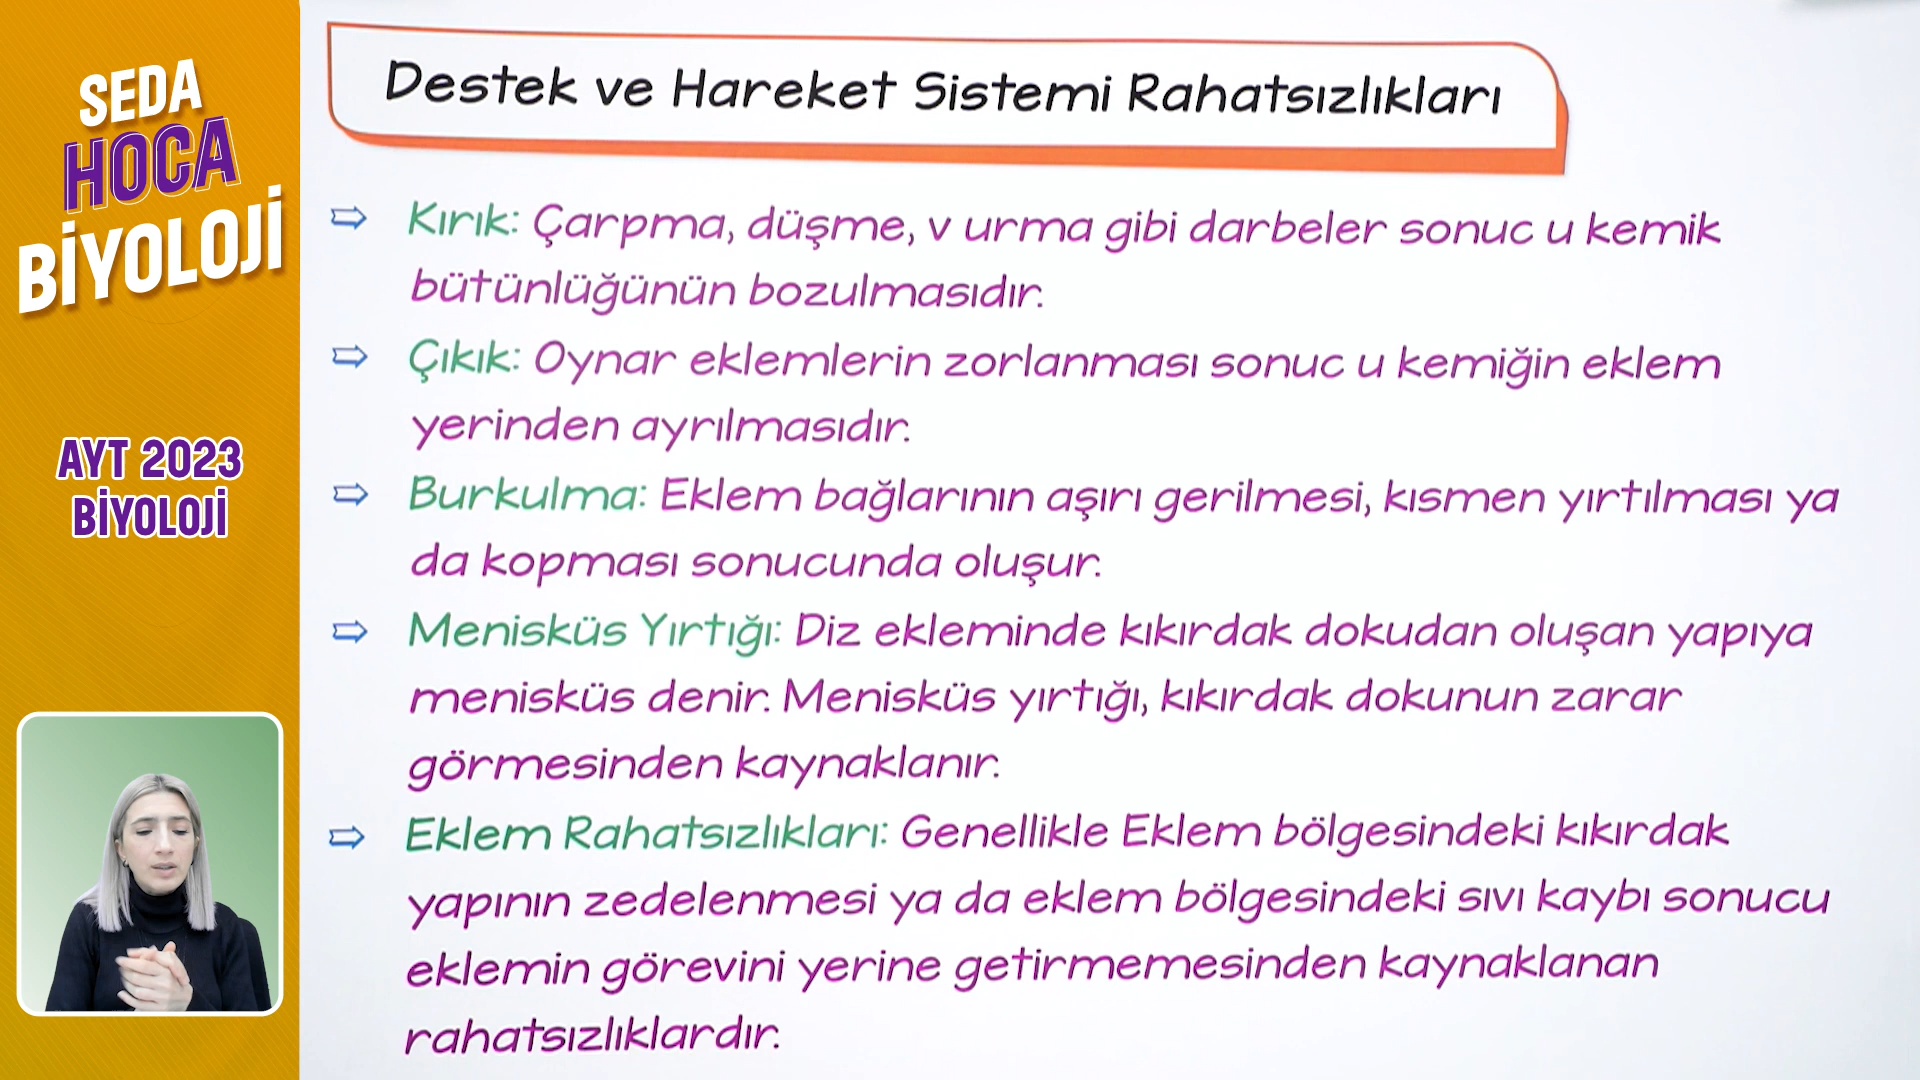 SEDA
HOCA
BİYOLOJİ
AYT 2023
BİYOLOJİ
Destek ve Hareket Sistemi Rahatsızlıkları
⇨ Kırık: Çarpma, düşme, v urma gibi darbeler sonuc u kemik
bütünlüğünün bozulmasıdır.
⇨ Çıkık: Oynar eklemlerin zorlanması sonuc u kemiğin eklem
yerinden ayrılmasıdır.
⇨ Burkulma: Eklem bağlarının aşırı gerilmesi, kısmen yırtılması ya
da kopması sonucunda oluşur.
⇨ Menisküs Yırtığı: Diz ekleminde kıkırdak dokudan oluşan yapıya
menisküs denir. Menisküs yırtığı, kıkırdak dokunun zarar
görmesinden kaynaklanır.
⇨ Eklem Rahatsızlıkları: Genellikle Eklem bölgesindeki kıkırdak
yapının zedelenmesi ya da eklem bölgesindeki sıvı kaybı sonucu
eklemin görevini yerine getirmemesinden kaynaklanan
rahatsızlıklardır.